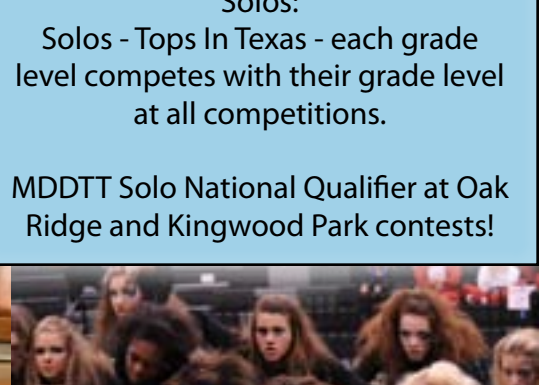 Solos:
Solos - Tops In Texas - each grade
level competes with their grade level
at all competitions.
MDDTT Solo National Qualifier at Oak
Ridge and Kingwood Park contests!